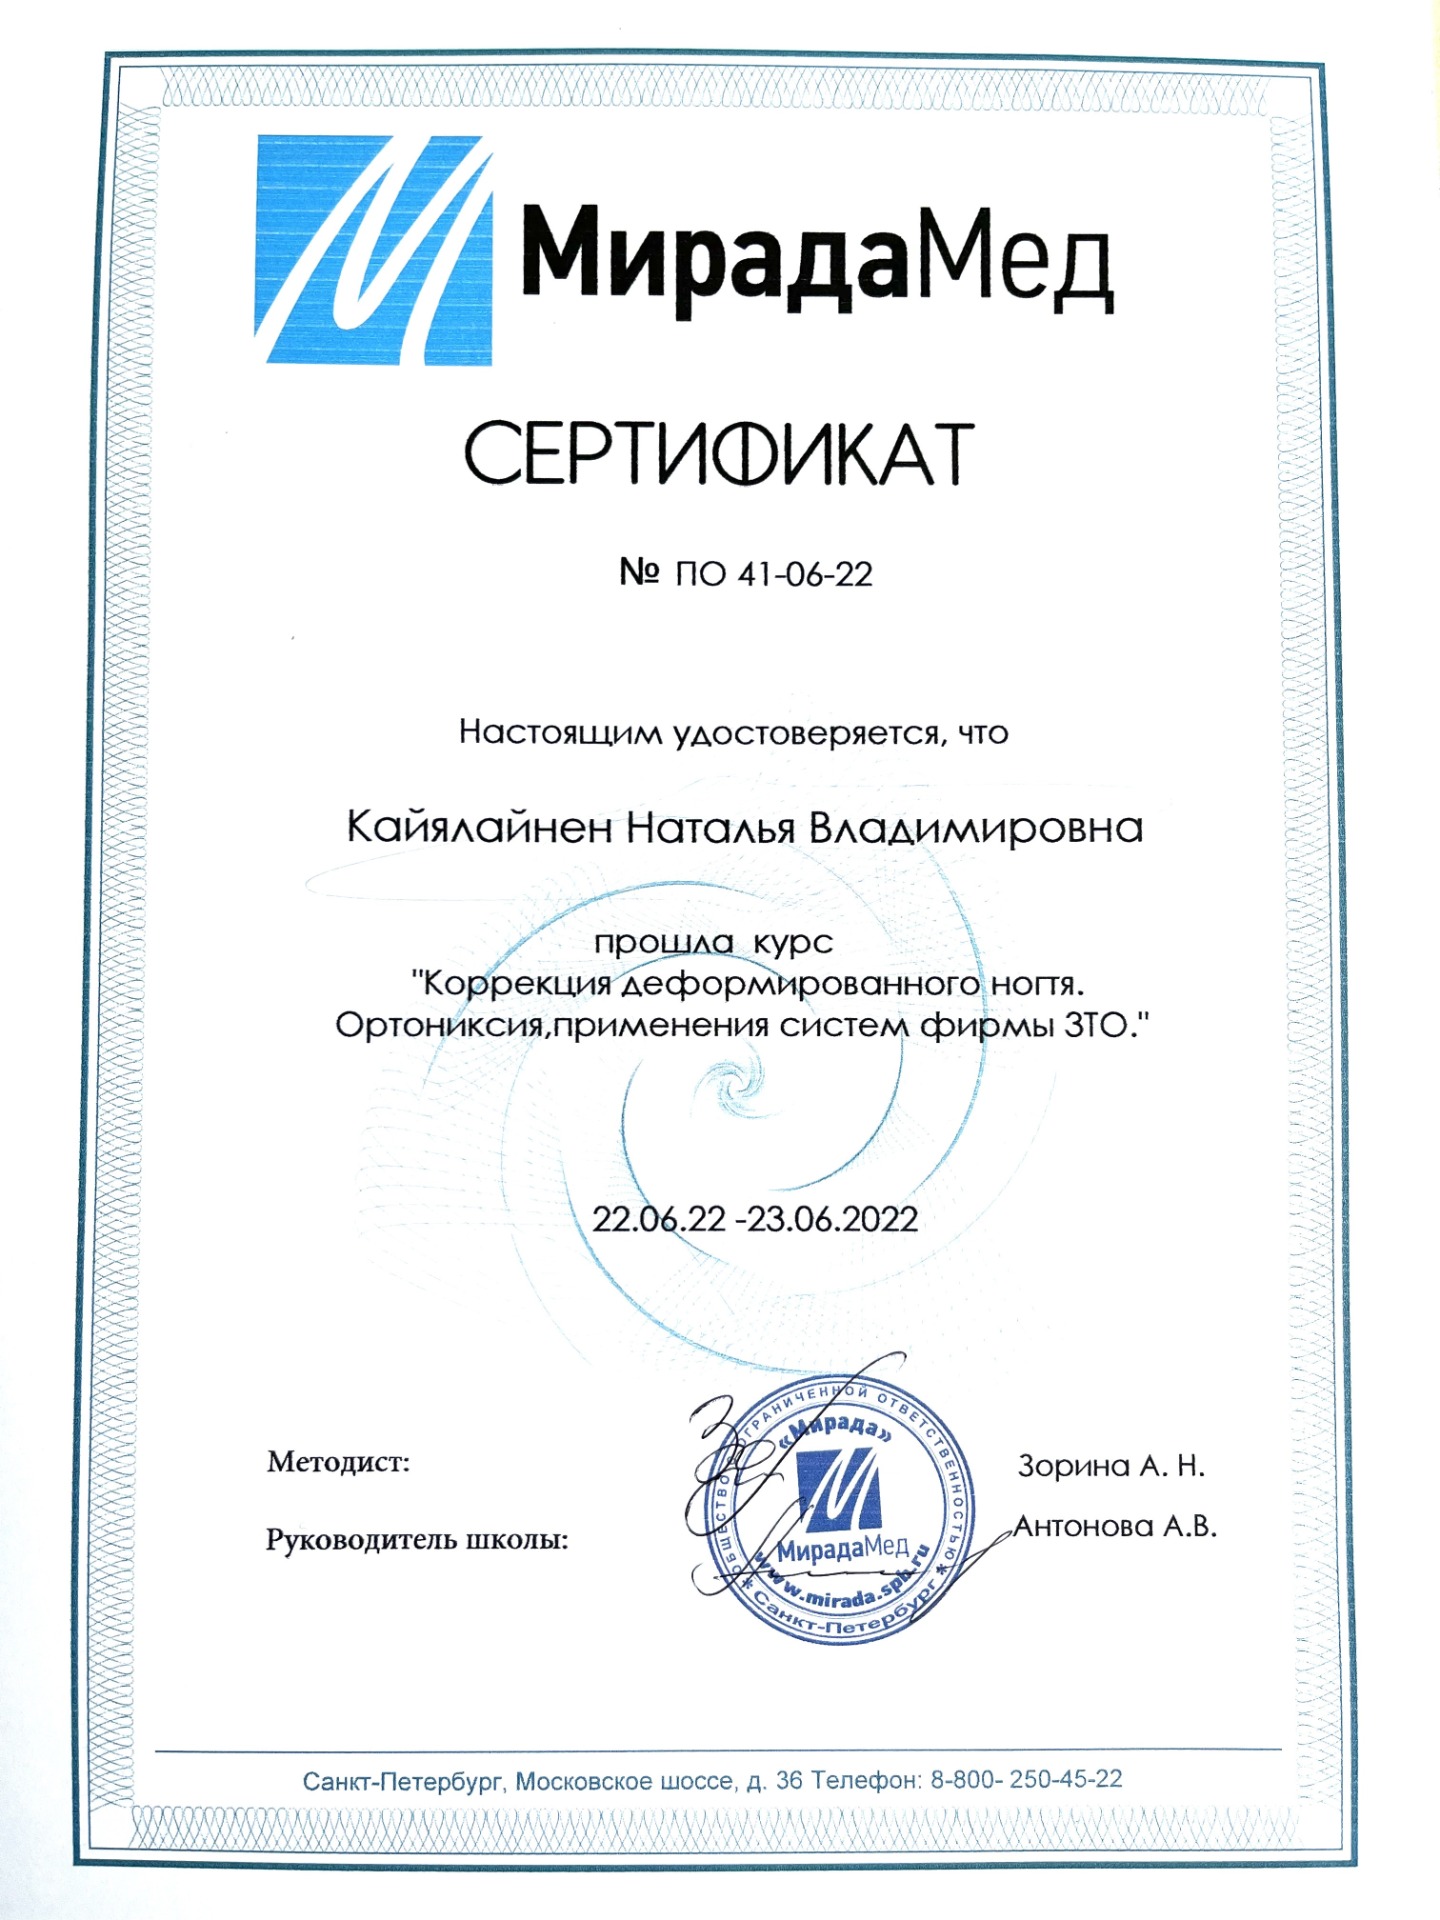 МирадаМед
СЕРТИФИКАТ
№ ПО 41-06-22
Настоящим удостоверяется, что
Кайялайнен Наталья Владимировна
прошла курс
"Коррекция деформированного ногтя.
Ортониксия,применения систем фирмы 3ТО."
22.06.22 -23.06.2022
Методист:
Зорина А. Н.
Руководитель школы:
Антонова А.В.
ОБЩЕСТВО С ОГРАНИЧЕННОЙ ОТВЕТСТВЕННОСТЬЮ
«Мирада»
МирадаМед
www.mirada.spb.ru
* Санкт-Петербург *
Санкт-Петербург, Московское шоссе, д. 36 Телефон: 8-800- 250-45-22